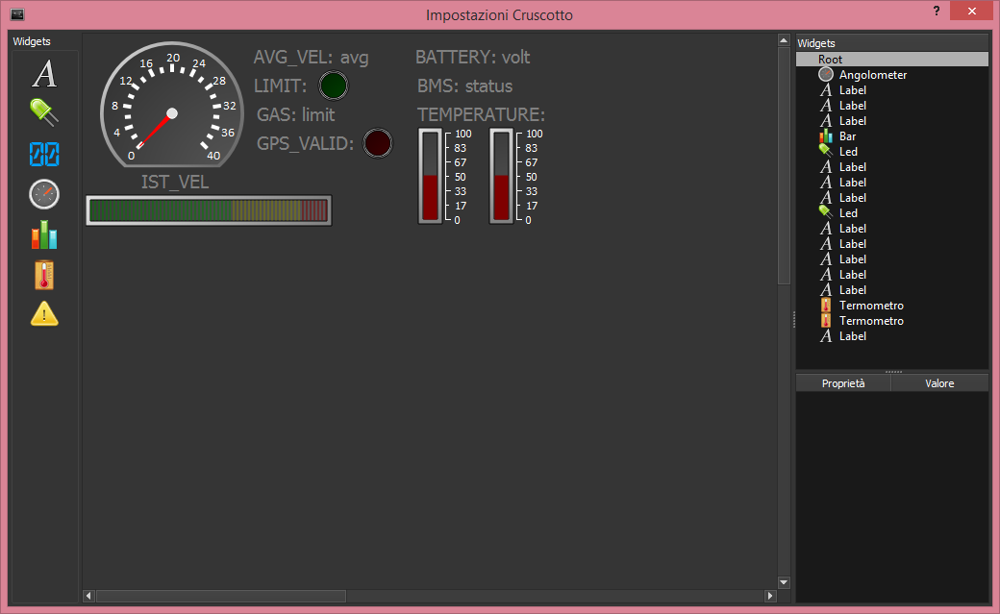 Impostazioni Cruscotto
?
Widgets
A
88
!
0
4
8
12
16
20
24
28
32
36
40
IST_VEL
AVG_VEL: avg
LIMIT:
GAS: limit
GPS_VALID:
BATTERY: volt
BMS: status
TEMPERATURE:
100
83
67
50
33
17
0
100
83
67
50
33
17
0
Widgets
Root
Angolometer
A Label
A Label
A Label
Bar
Led
A Label
A Label
A Label
Led
A Label
A Label
A Label
A Label
A Label
Termometro
Termometro
A Label
Proprietà Valore